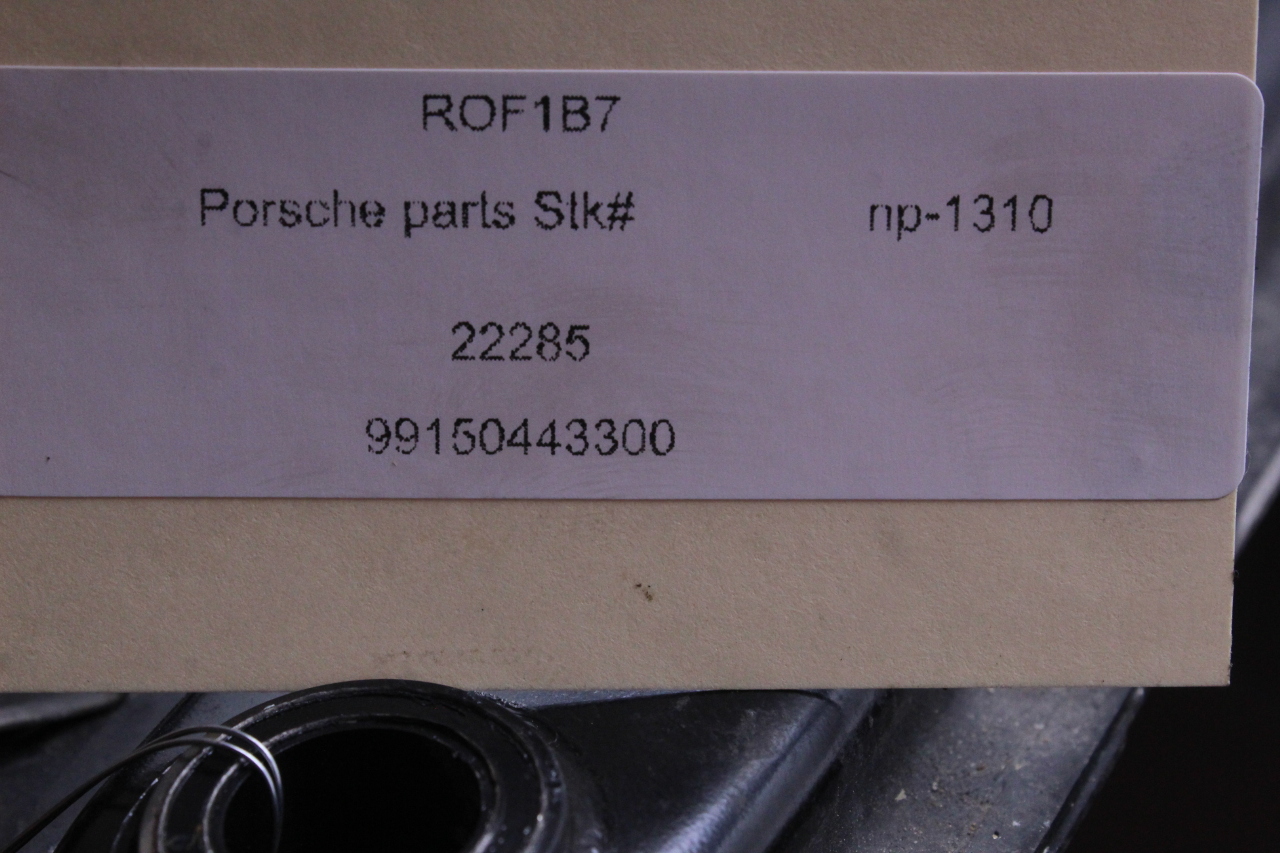 ROF1B7
Porsche parts Stk# np-1310
22285
99150443300